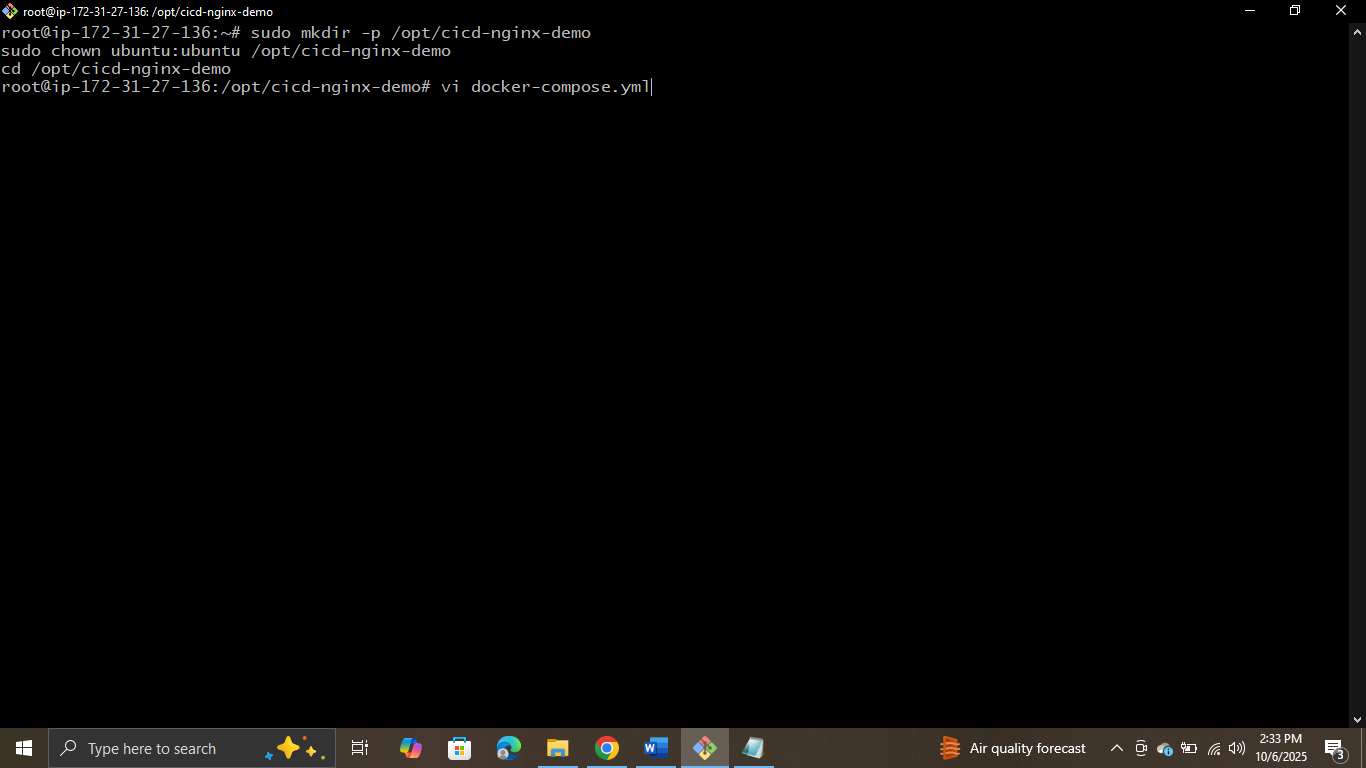 root@ip-172-31-27-136: /opt/cicd-nginx-demo
root@ip-172-31-27-136:~# sudo mkdir -p /opt/cicd-nginx-demo
sudo chown ubuntu:ubuntu /opt/cicd-nginx-demo
cd /opt/cicd-nginx-demo
root@ip-172-31-27-136:/opt/cicd-nginx-demo# vi docker-compose.yml
Type here to search
Air quality forecast
2:33 PM
10/6/2025
3